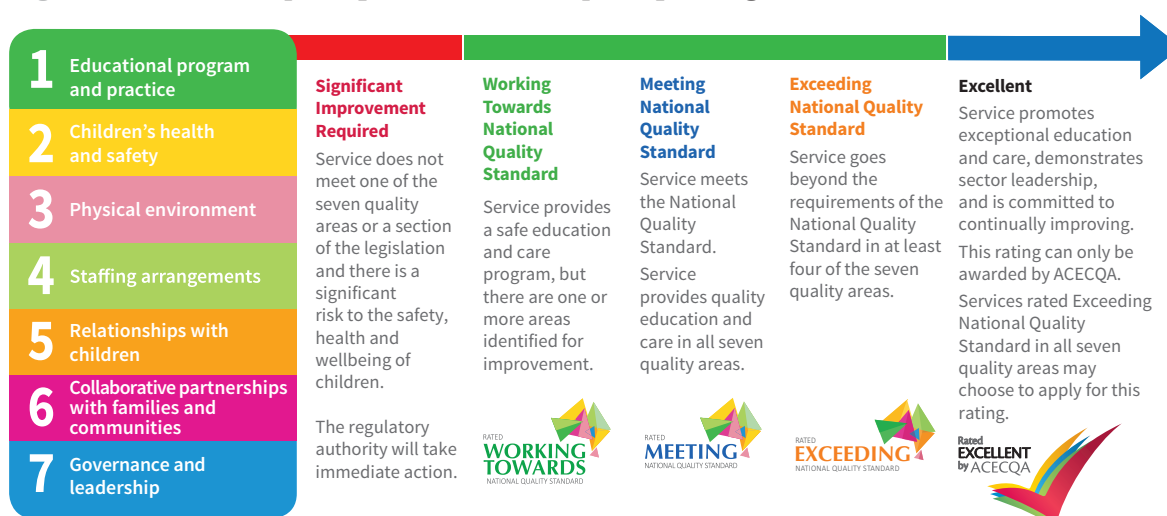 1
Educational program
and practice
2
Children's health
and safety
3
Physical environment
4
Staffing arrangements
5
Relationships with
children
6
Collaborative partnerships
with families and
communities
7
Governance and
leadership
Significant
Improvement
Required
Service does not
meet one of the
seven quality
areas or a section
of the legislation
and there is a
significant
risk to the safety,
health and
wellbeing of
children.
The regulatory
authority will take
immediate action.
Working
Towards
National
Quality
Standard
Service provides
a safe education
and care
program, but
there are one or
more areas
identified for
improvement.
RATED
WORKING
TOWARDS
NATIONAL QUALITY STANDARD
Meeting
National
Quality
Standard
Service meets
the National
Quality
Standard.
Service
provides quality
education and
care in all seven
quality areas.
RATED
MEETING
NATIONAL QUALITY STANDARD
Exceeding
National Quality
Standard
Service goes
beyond the
requirements of the
National Quality
Standard in at least
four of the seven
quality areas.
RATED
EXCEEDING
NATIONAL QUALITY STANDARD
Excellent
Service promotes
exceptional education
and care, demonstrates
sector leadership,
and is committed to
continually improving.
This rating can only be
awarded by ACECQA.
Services rated Exceeding
National Quality
Standard in all seven
quality areas may
choose to apply for this
rating.
Rated
EXCELLENT
by ACECQA